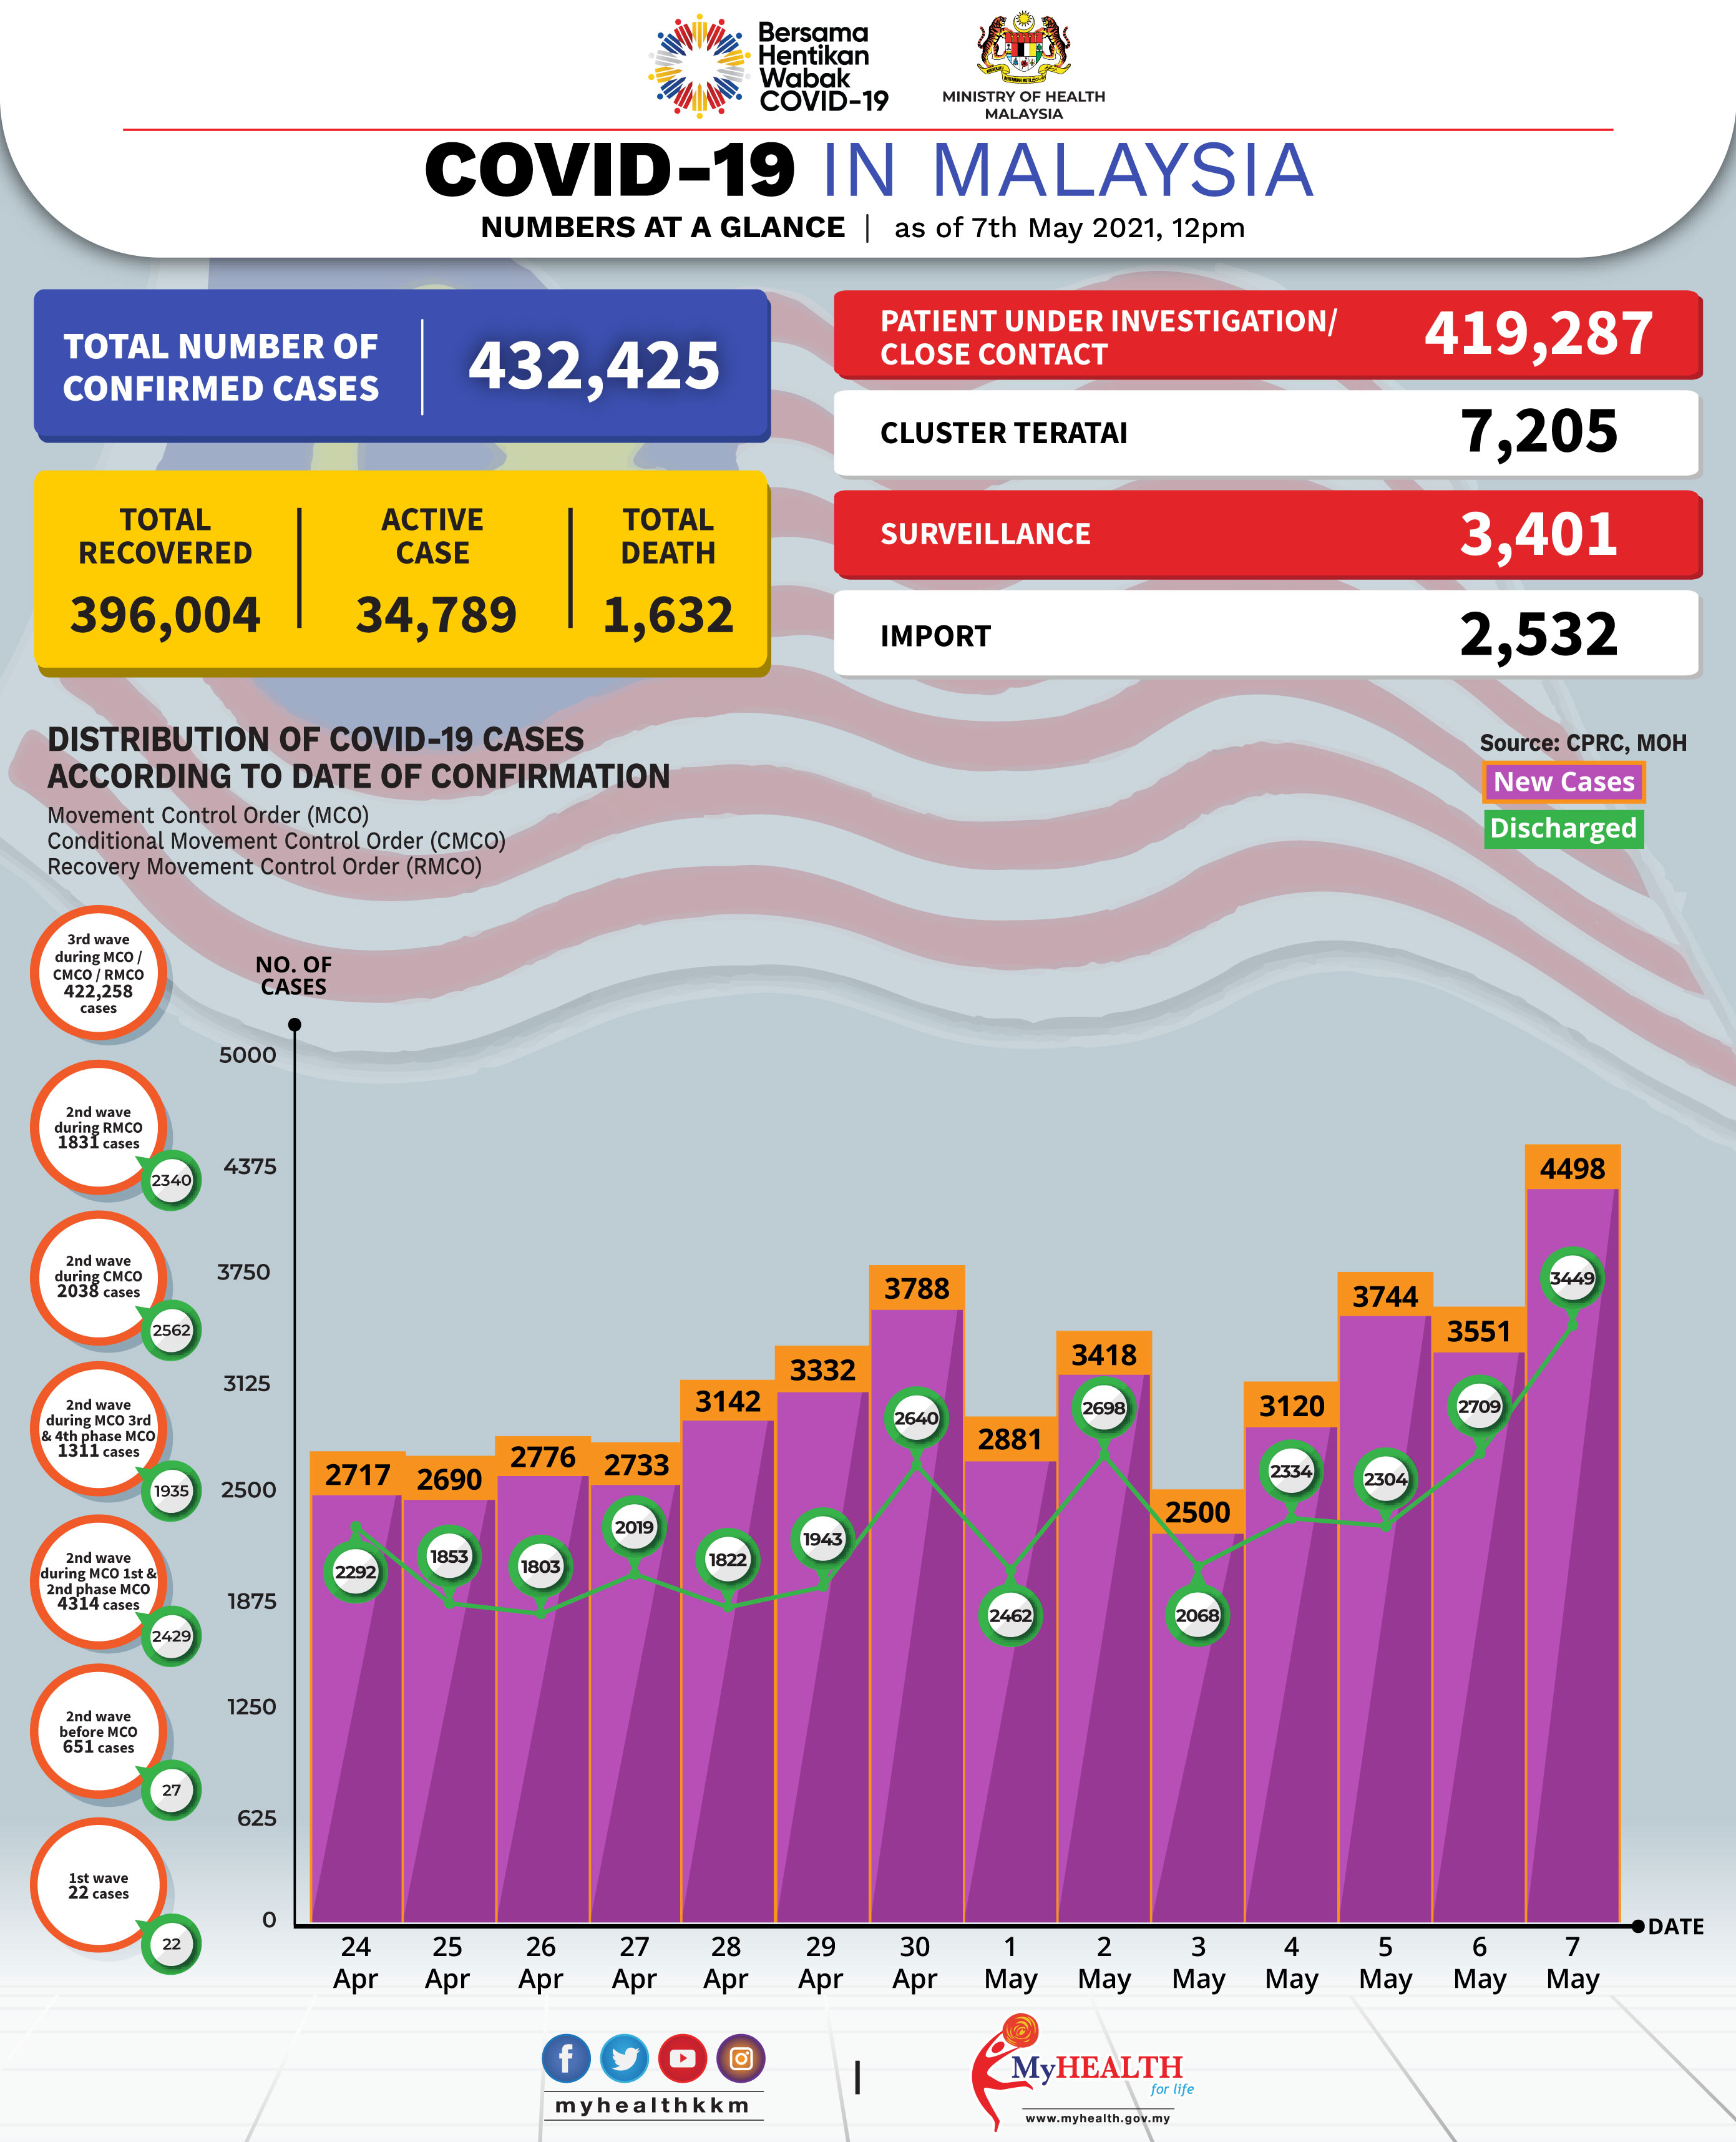 Bersama
Hentikan
Wabak
COVID-19
MINISTRY OF HEALTH
MALAYSIA
COVID-19 IN MALAYSIA
NUMBERS AT A GLANCE | as of 7th May 2021, 12pm
TOTAL NUMBER OF
CONFIRMED CASES
432,425
TOTAL
RECOVERED
396,004
ACTIVE
CASE
34,789
TOTAL
DEATH
1,632
PATIENT UNDER INVESTIGATION/
CLOSE CONTACT
419,287
CLUSTER TERATAI
7,205
SURVEILLANCE
3,401
IMPORT
2,532
DISTRIBUTION OF COVID-19 CASES
ACCORDING TO DATE OF CONFIRMATION
Movement Control Order (MCO)
Conditional Movement Control Order (CMCO)
Recovery Movement Control Order (RMCO)
Source: CPRC, MOH
New Cases
Discharged
3rd wave
during MCO /
CMCO / RMCO
422,258
cases
2nd wave
during RMCO
1831 cases
2340
2nd wave
during CMCO
2038 cases
2562
2nd wave
during MCO 3rd
& 4th phase MCO
1311 cases
1935
2nd wave
during MCO 1st &
2nd phase MCO
4314 cases
2429
2nd wave
before MCO
651 cases
27
1st wave
22 cases
22
NO. OF
CASES
5000
4375
3750
3125
2500
1875
1250
625
0
2717
2690
2776
2733
3142
3332
3788
2881
3418
2500
3120
3744
3551
4498
2292
1853
1803
2019
1822
1943
2640
2462
2698
2068
2334
2304
2709
3449
24
Apr
25
Apr
26
Apr
27
Apr
28
Apr
29
Apr
30
Apr
1
May
2
May
3
May
4
May
5
May
6
May
7
May
DATE
myhealthkkm
|
MyHEALTH
for life
www.myhealth.gov.my